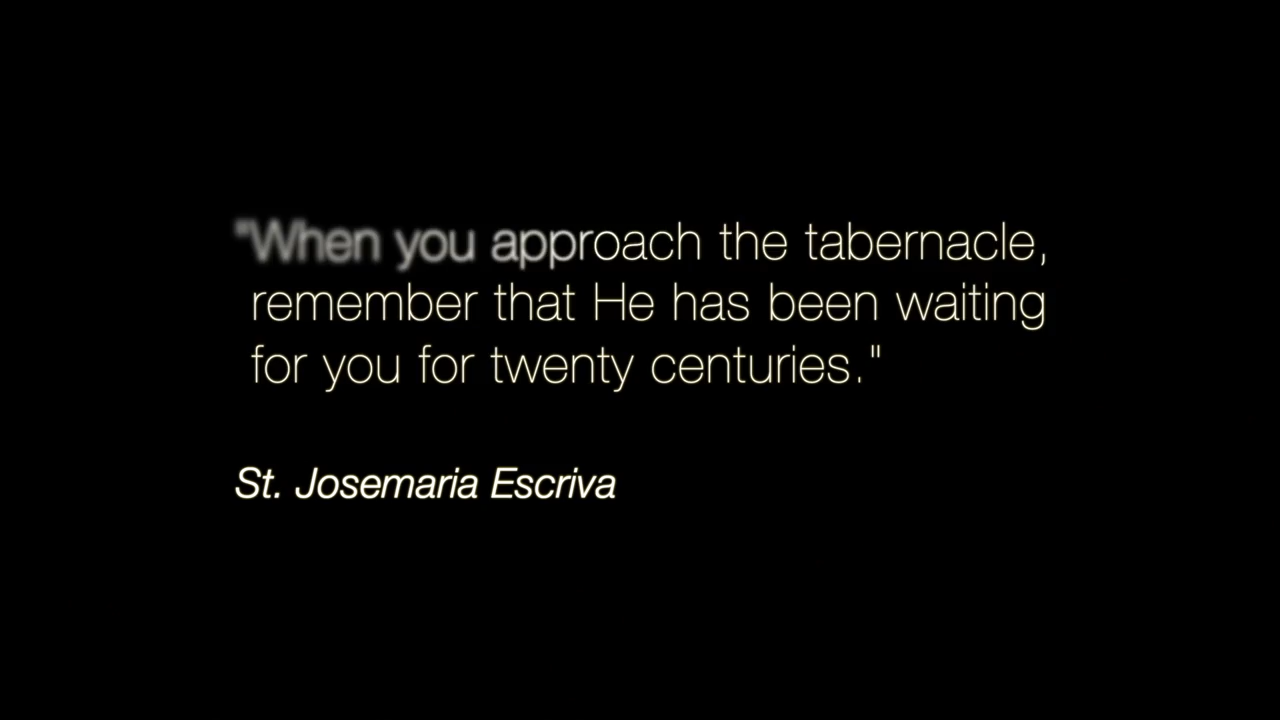 "When you approach the tabernacle,
remember that He has been waiting
for you for twenty centuries."
St. Josemaria Escriva